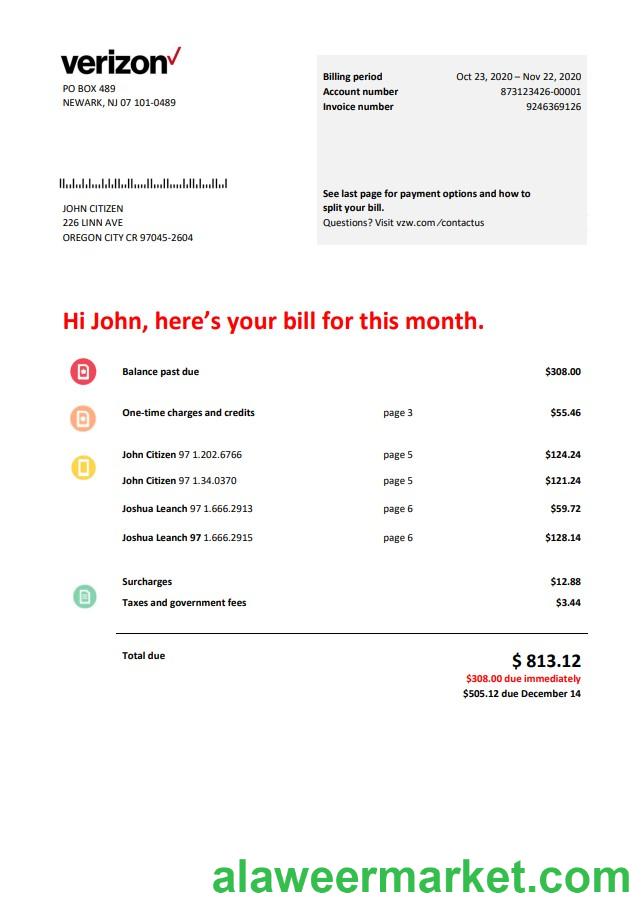 verizon✓
PO BOX 489
NEWARK, NJ 07 101-0489
Billing period Oct 23, 2020 – Nov 22, 2020
Account number 873123426-00001
Invoice number 9246369126
See last page for payment options and how to
split your bill.
Questions? Visit vzw.com/contactus
JOHN CITIZEN
226 LINN AVE
OREGON CITY CR 97045-2604
Hi John, here’s your bill for this month.
Balance past due $308.00
One-time charges and credits page 3 $55.46
John Citizen 97 1.202.6766 page 5 $124.24
John Citizen 97 1.34.0370 page 5 $121.24
Joshua Leanch 97 1.666.2913 page 6 $59.72
Joshua Leanch 97 1.666.2915 page 6 $128.14
Surcharges $12.88
Taxes and government fees $3.44
Total due $ 813.12
$308.00 due immediately
$505.12 due December 14
alaweermarket.com